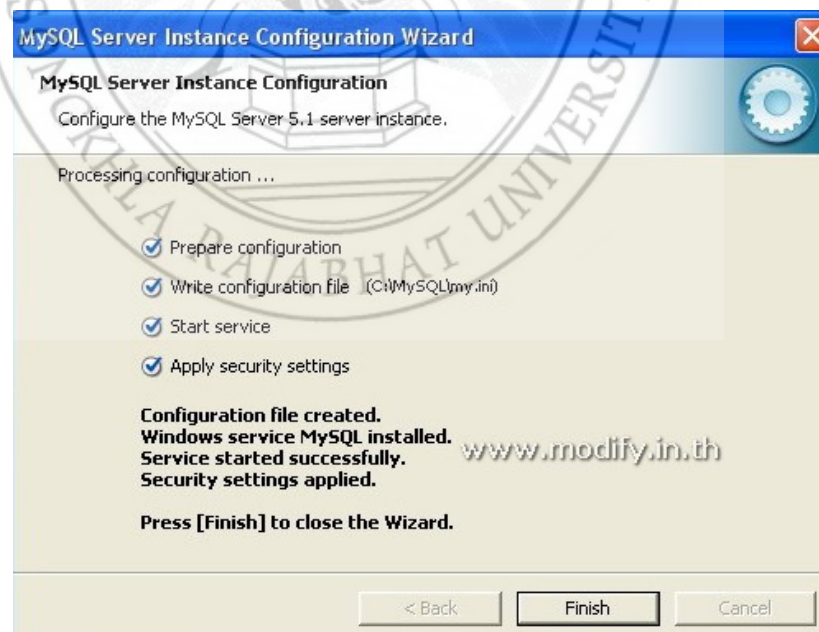 MySQL Server Instance Configuration Wizard
MySQL Server Instance Configuration
Configure the MySQL Server 5.1 server instance.
Processing configuration ...
Prepare configuration
Write configuration file (C:\MySQL\my.ini)
Start service
Apply security settings
Configuration file created.
Windows service MySQL installed.
Service started successfully.
Security settings applied.
www.modify.in.th
Press [Finish] to close the Wizard.
< Back
Finish
Cancel
RAJABHAT